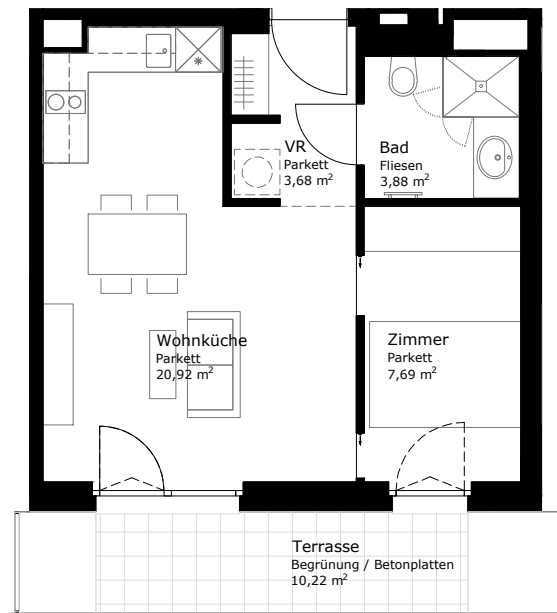 VR
Parkett
3,68 m²
Bad
Fliesen
3,88 m²
Wohnküche
Parkett
20,92 m²
Zimmer
Parkett
7,69 m²
Terrasse
Begrünung / Betonplatten
10,22 m²